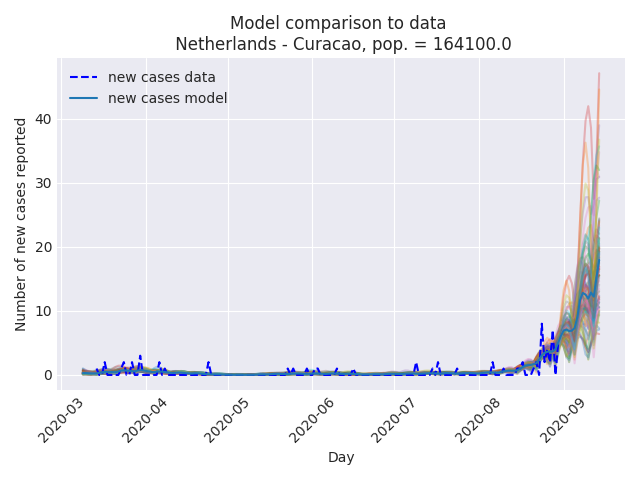 Model comparison to data
Netherlands - Curacao, pop. = 164100.0
new cases data
new cases model
Number of new cases reported
40
30
20
10
0
2020-03
2020-04
2020-05
2020-06
2020-07
2020-08
2020-09
Day